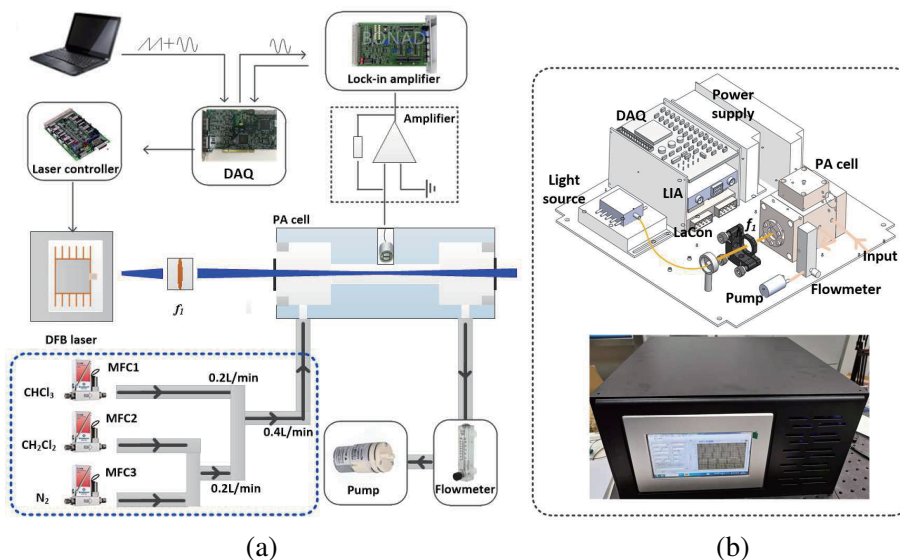 BONAD
Lock-in amplifier
Amplifier
Laser controller
DAQ
PA cell
f1
DFB laser
MFC1
CHCl3
0.2L/min
MFC2
CH2Cl2
0.4L/min
MFC3
N2
0.2L/min
Pump
Flowmeter
(a)
Power
supply
DAQ
PA cell
Light
source
LIA
LaCon
f1
Input
Pump
Flowmeter
(b)